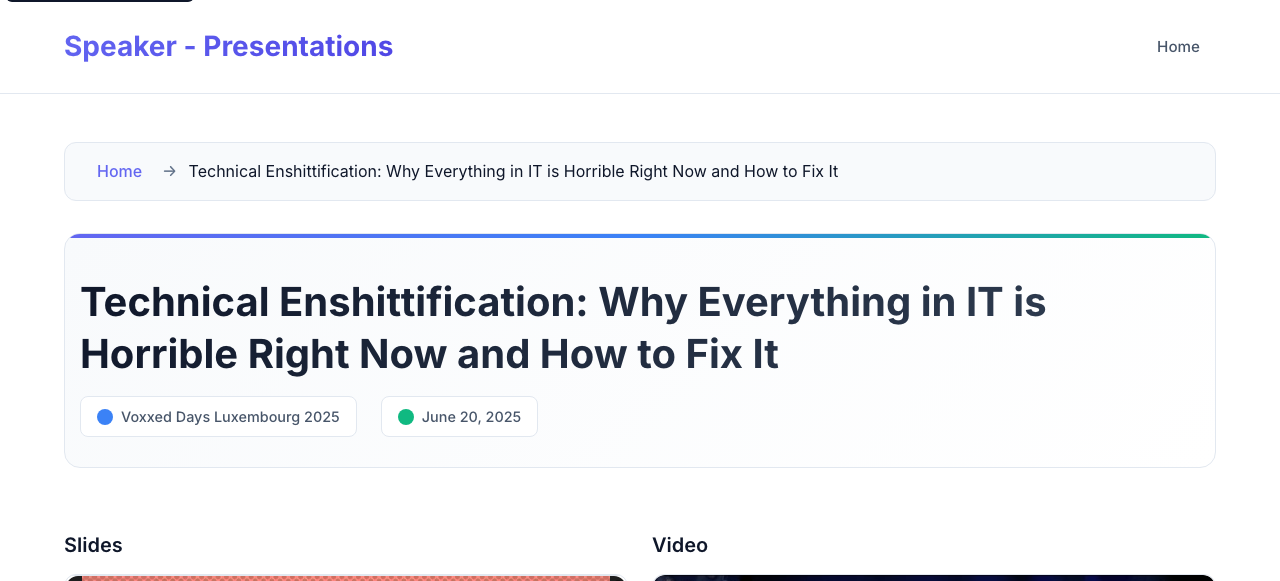 Speaker - Presentations
Home
Home → Technical Enshittification: Why Everything in IT is Horrible Right Now and How to Fix It
Technical Enshittification: Why Everything in IT is
Horrible Right Now and How to Fix It
Voxxed Days Luxembourg 2025
June 20, 2025
Slides
Video